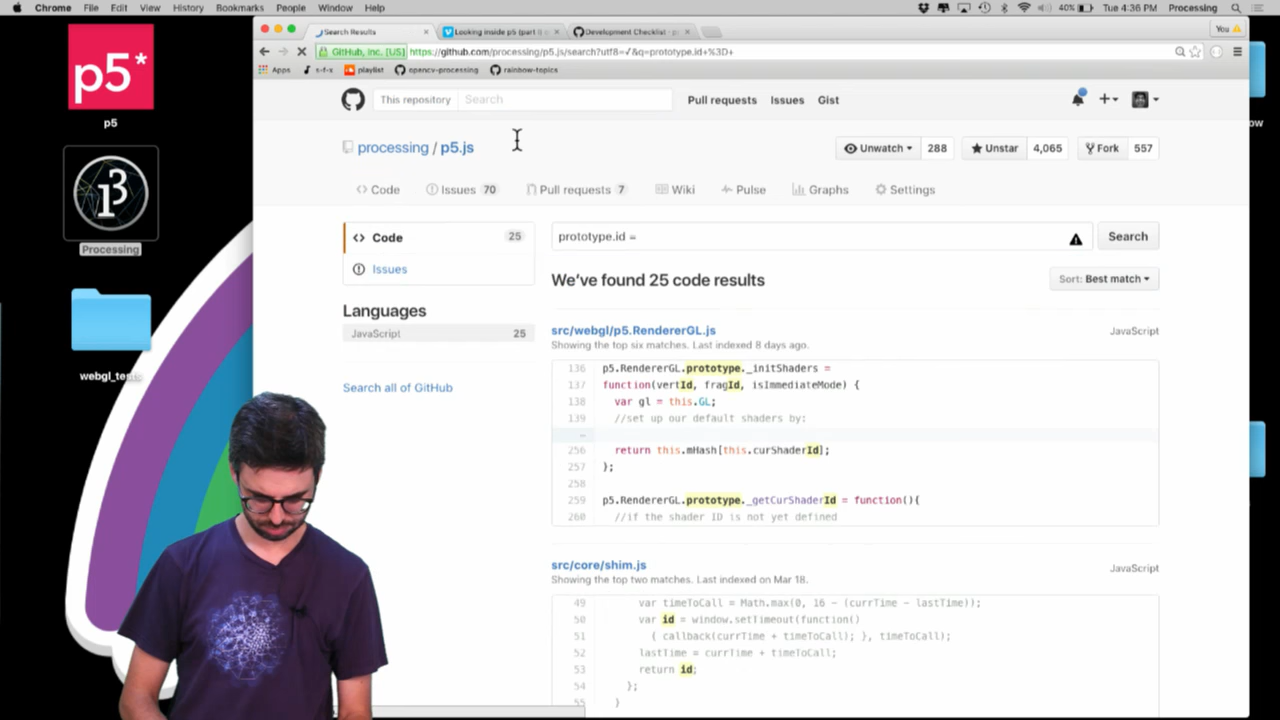 Chrome File Edit View History Bookmarks People Window Help 40% Tue 4:36 PM Processing
p5*
p5
Processing
webgl_tests
Search Results
Looking inside p5 (part I)
Development Checklist
You
GitHub, Inc. [US] https://github.com/processing/p5.js/search?utf8=✓&q=prototype.id+%3D+
Apps s-f-x playlist opencv-processing rainbow-topics
This repository Search Pull requests Issues Gist
processing / p5.js
Unwatch 288 Unstar 4,065 Fork 557
Code Issues 70 Pull requests 7 Wiki Pulse Graphs Settings
Code 25
Issues
Languages
JavaScript 25
Search all of GitHub
prototype.id = Search
We've found 25 code results Sort: Best match
src/webgl/p5.RendererGL.js JavaScript
Showing the top six matches. Last indexed 8 days ago.
136 p5.RendererGL.prototype._initShaders =
137 function(vertId, fragId, isImmediateMode) {
138 var gl = this.GL;
139 //set up our default shaders by:
256 return this.mHash[this.curShaderId];
257 };
258
259 p5.RendererGL.prototype._getCurShaderId = function(){
260 //if the shader ID is not yet defined
src/core/shim.js JavaScript
Showing the top two matches. Last indexed on Mar 18.
49 var timeToCall = Math.max(0, 16 - (currTime - lastTime));
50 var id = window.setTimeout(function()
51 { callback(currTime + timeToCall); }, timeToCall);
52 lastTime = currTime + timeToCall;
53 return id;
54 };
55 }